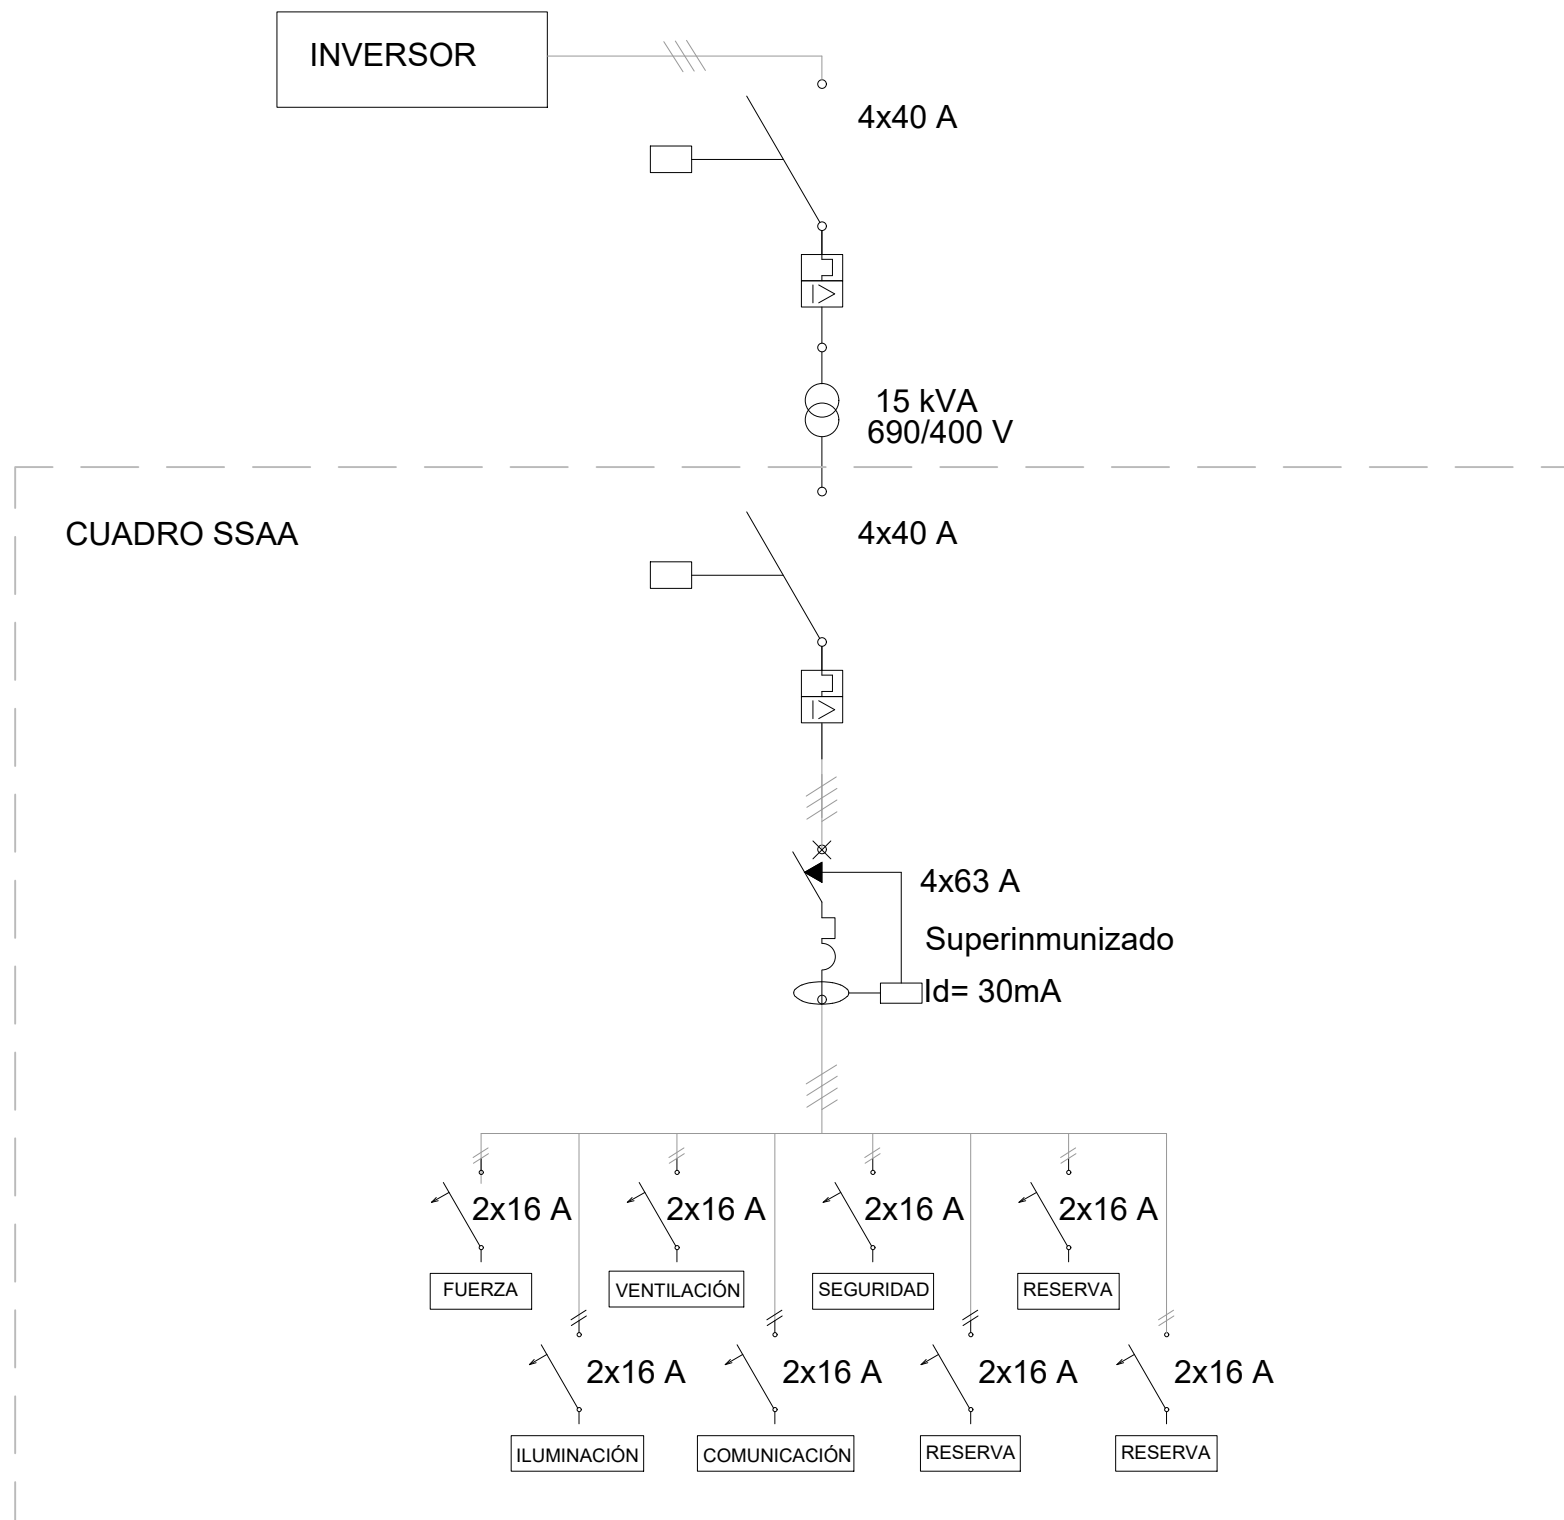 INVERSOR
4x40 A
15 kVA
690/400 V
CUADRO SSAA
4x40 A
4x63 A
Superinmunizado
Id= 30mA
2x16 A
2x16 A
2x16 A
2x16 A
FUERZA
VENTILACIÓN
SEGURIDAD
RESERVA
2x16 A
2x16 A
2x16 A
2x16 A
ILUMINACIÓN
COMUNICACIÓN
RESERVA
RESERVA